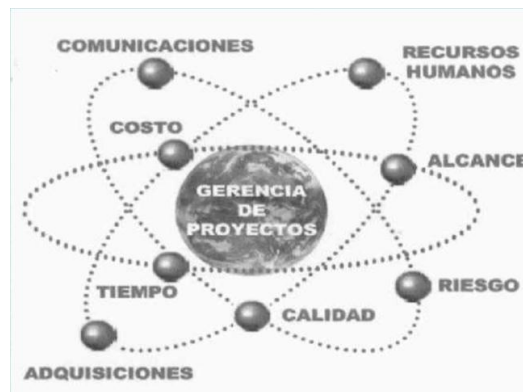 COMUNICACIONES
RECURSOS
HUMANOS
COSTO
ALCANCE
GERENCIA
DE
PROYECTOS
TIEMPO
RIESGO
CALIDAD
ADQUISICIONES